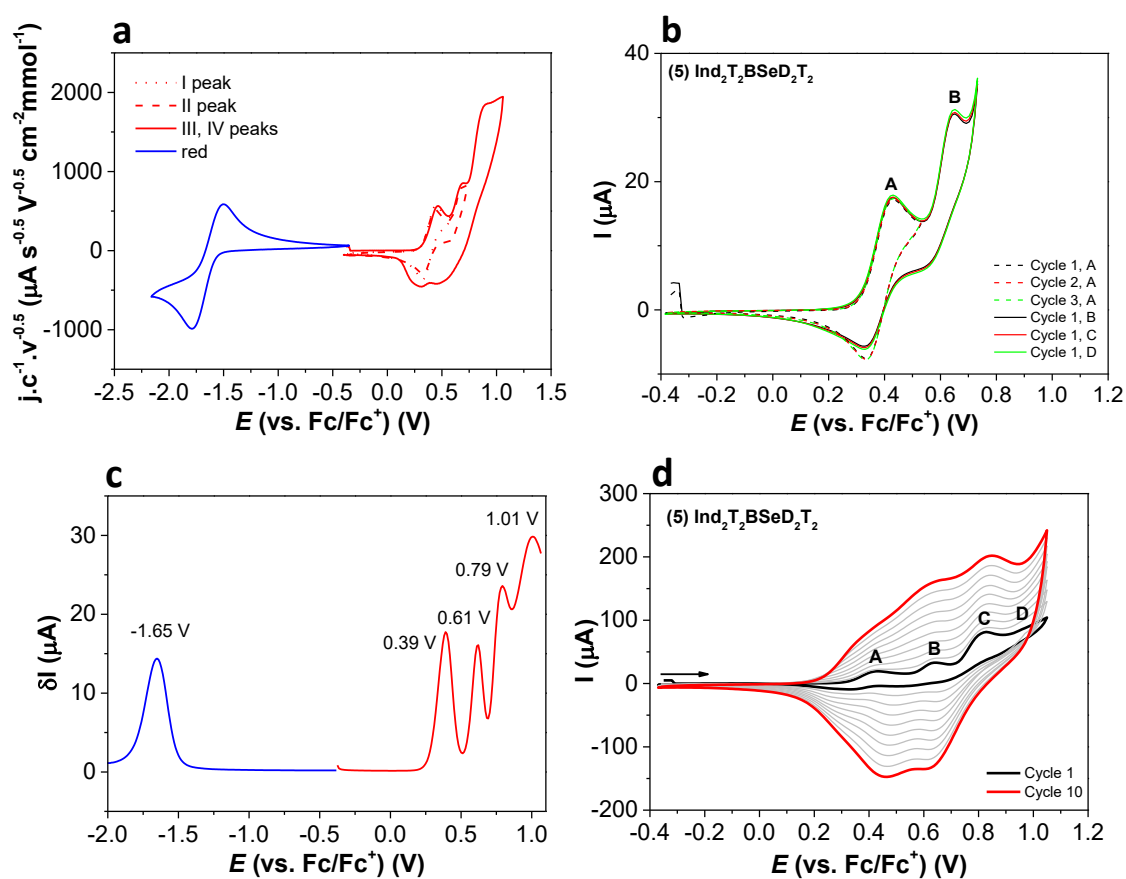 a
I peak
II peak
III, IV peaks
red
2000
1000
0
-1000
-2.5 -2.0 -1.5 -1.0 -0.5 0.0 0.5 1.0 1.5
j.c⁻¹.v⁻⁰·⁵ (μA s⁻⁰·⁵ V⁻⁰·⁵ cm⁻²mmol⁻¹)
E (vs. Fc/Fc⁺) (V)
b
(5) Ind₂T₂BSeD₂T₂
A
B
Cycle 1, A
Cycle 2, A
Cycle 3, A
Cycle 1, B
Cycle 1, C
Cycle 1, D
40
20
0
-0.4 -0.2 0.0 0.2 0.4 0.6 0.8 1.0 1.2
I (μA)
E (vs. Fc/Fc⁺) (V)
c
1.01 V
0.79 V
0.61 V
0.39 V
-1.65 V
30
20
10
0
-2.0 -1.5 -1.0 -0.5 0.0 0.5 1.0
δI (μA)
E (vs. Fc/Fc⁺) (V)
d
(5) Ind₂T₂BSeD₂T₂
A
B
C
D
Cycle 1
Cycle 10
300
200
100
0
-100
-200
-0.4 -0.2 0.0 0.2 0.4 0.6 0.8 1.0 1.2
I (μA)
E (vs. Fc/Fc⁺) (V)